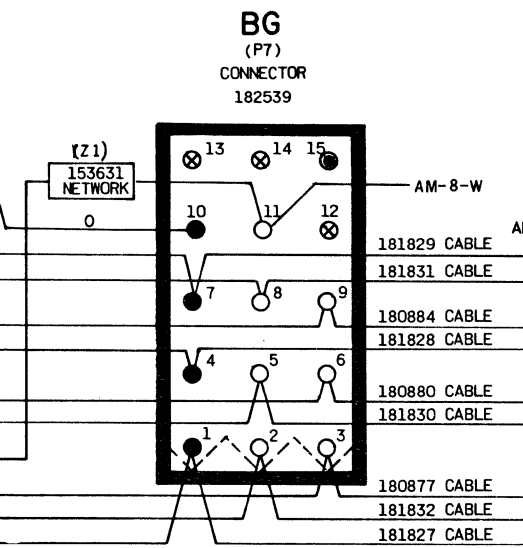 BG
(P7)
CONNECTOR
182539
(Z1)
13 14 15
153631
NETWORK
AM-8-W
10 11 12
O
181829 CABLE
181831 CABLE
7 8 9
180884 CABLE
181828 CABLE
4 5 6
180880 CABLE
181830 CABLE
1 2 3
180877 CABLE
181832 CABLE
181827 CABLE